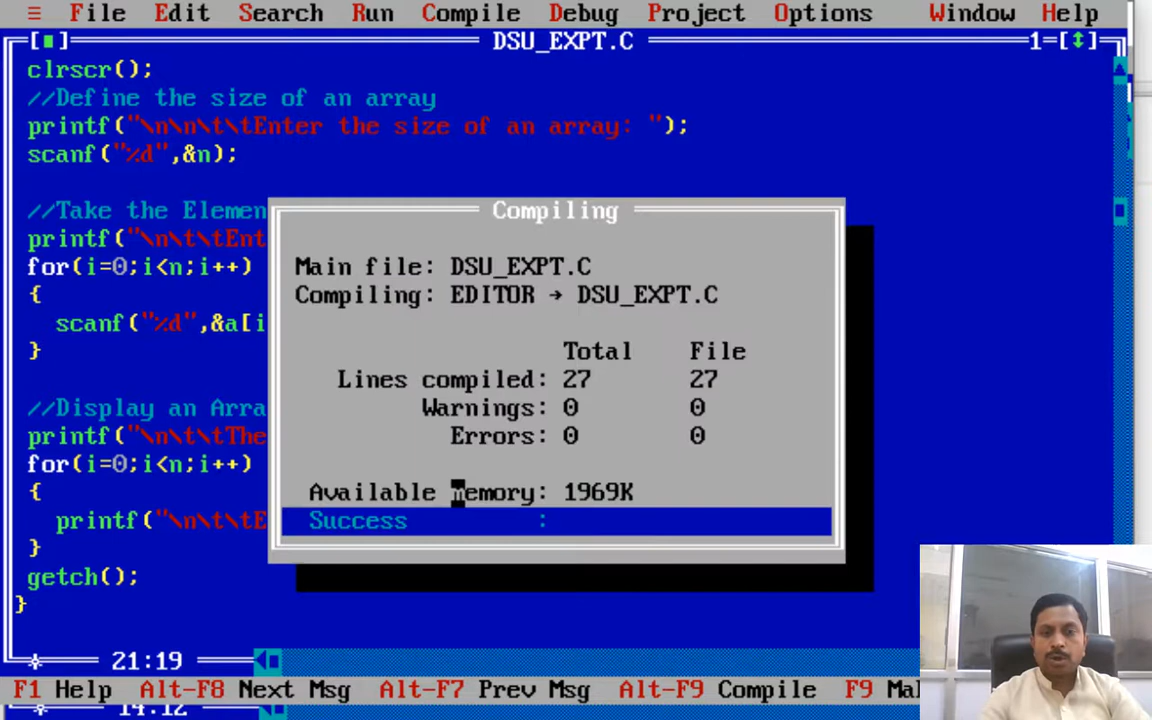 ≡ File Edit Search Run Compile Debug Project Options Window Help
[■] DSU_EXPT.C 1=[↕]
clrscr();
//Define the size of an array
printf("\n\n\t\tEnter the size of an array: ");
scanf("%d",&n);
//Take the Elemen
printf("\n\t\tEnt
for(i=0;i<n;i++)
{
scanf("%d",&a[i
}
//Display an Arra
printf("\n\t\tThe
for(i=0;i<n;i++)
{
printf("\n\t\tE
}
getch();
}
Compiling
Main file: DSU_EXPT.C
Compiling: EDITOR → DSU_EXPT.C
Total File
Lines compiled: 27 27
Warnings: 0 0
Errors: 0 0
Available memory: 1969K
Success :
21:19
F1 Help Alt-F8 Next Msg Alt-F7 Prev Msg Alt-F9 Compile F9 Ma
14:12